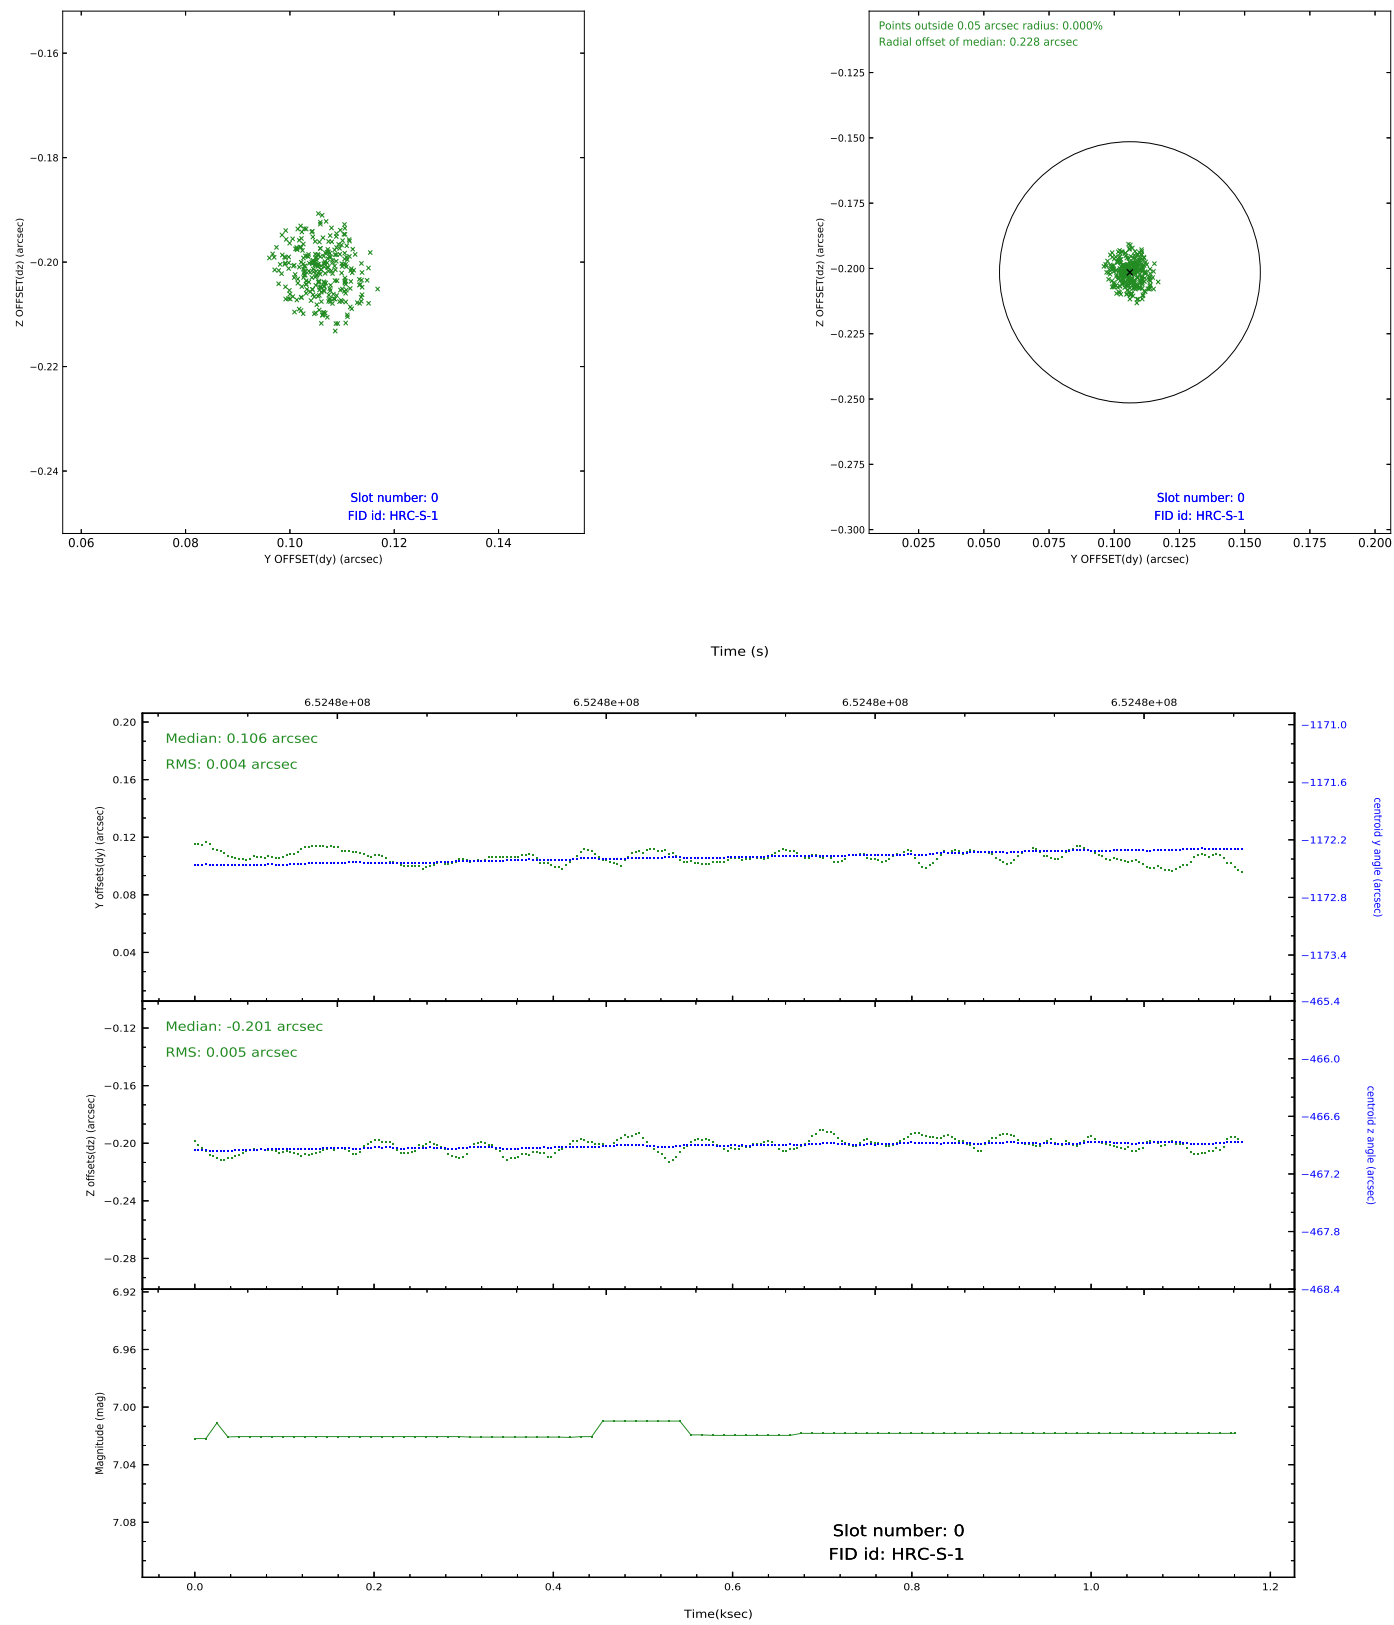 −0.16
−0.18
−0.20
−0.22
−0.24
Z OFFSET(dz) (arcsec)
Slot number: 0
FID id: HRC-S-1
0.06 0.08 0.10 0.12 0.14
Y OFFSET(dy) (arcsec)
Points outside 0.05 arcsec radius: 0.000%
Radial offset of median: 0.228 arcsec
−0.125
−0.150
−0.175
−0.200
−0.225
−0.250
−0.275
−0.300
Z OFFSET(dz) (arcsec)
Slot number: 0
FID id: HRC-S-1
0.025 0.050 0.075 0.100 0.125 0.150 0.175 0.200
Y OFFSET(dy) (arcsec)
Time (s)
6.5248e+08 6.5248e+08 6.5248e+08 6.5248e+08
Median: 0.106 arcsec
RMS: 0.004 arcsec
0.20
0.16
0.12
0.08
0.04
Y offsets(dy) (arcsec)
−1171.0
−1171.6
−1172.2
−1172.8
−1173.4
centroid y angle (arcsec)
Median: -0.201 arcsec
RMS: 0.005 arcsec
−0.12
−0.16
−0.20
−0.24
−0.28
Z offsets(dz) (arcsec)
−465.4
−466.0
−466.6
−467.2
−467.8
−468.4
centroid z angle (arcsec)
6.92
6.96
7.00
7.04
7.08
Magnitude (mag)
Slot number: 0
FID id: HRC-S-1
0.0 0.2 0.4 0.6 0.8 1.0 1.2
Time(ksec)